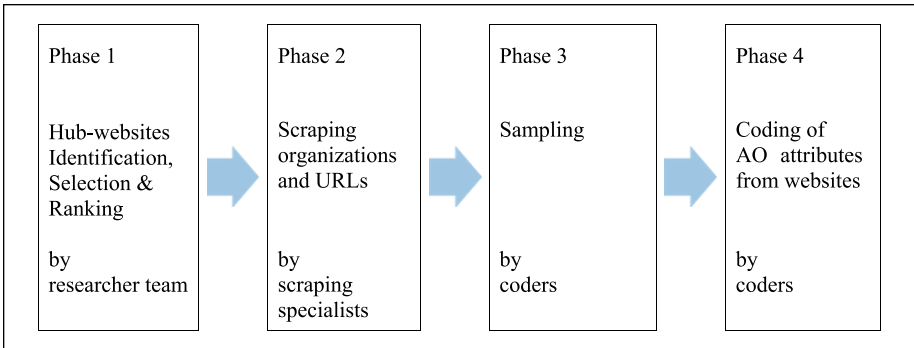 Phase 1
Hub-websites
Identification,
Selection &
Ranking
by
researcher team
Phase 2
Scraping
organizations
and URLs
by
scraping
specialists
Phase 3
Sampling
by
coders
Phase 4
Coding of
AO attributes
from websites
by
coders